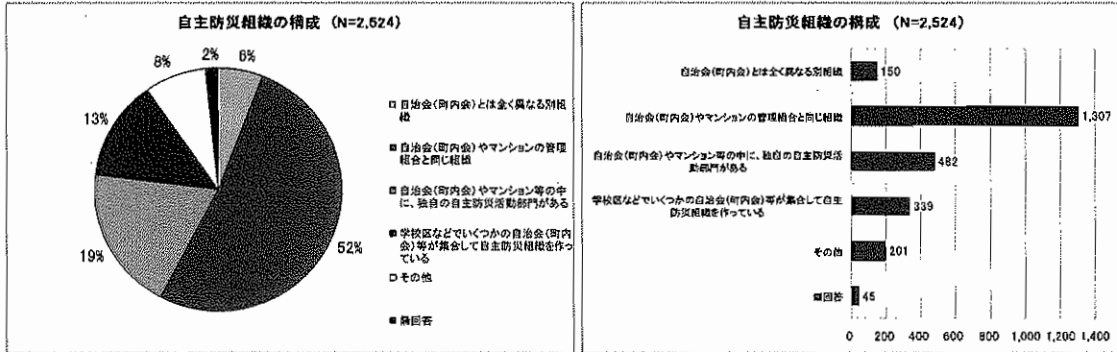 自主防災組織の構成 (N=2,524)
2%
6%
8%
13%
19%
52%
自治会(町内会)とは全く異なる別組
織
自治会(町内会)やマンションの管理
組合と同じ組織
自治会(町内会)やマンション等の中
に、独自の自主防災活動部門がある
学校区などでいくつかの自治会(町内
会)等が集合して自主防災組織を作っ
ている
その他
無回答
自主防災組織の構成 (N=2,524)
自治会(町内会)とは全く異なる別組織
150
自治会(町内会)やマンションの管理組合と同じ組織
1,307
自治会(町内会)やマンション等の中に、独自の自主防災活
動部門がある
482
学校区などでいくつかの自治会(町内会)等が集合して自主
防災組織を作っている
339
その他
201
無回答
45
0 200 400 600 800 1,000 1,200 1,400